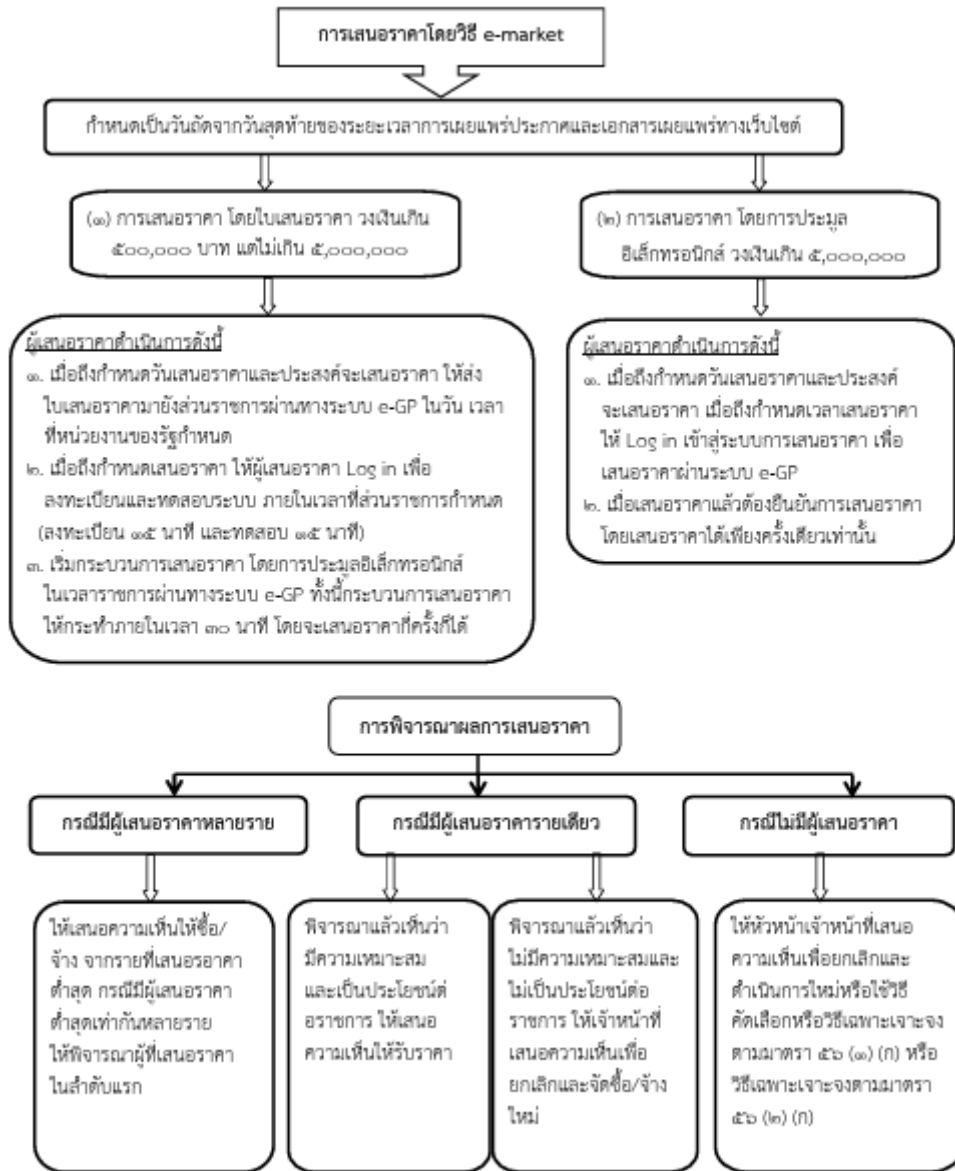 การเสนอราคาโดยวิธี e-market
กำหนดเป็นวันถัดจากวันสุดท้ายของระยะเวลาการเผยแพร่ประกาศและเอกสารเผยแพร่ทางเว็บไซต์
(๑) การเสนอราคา โดยใบเสนอราคา วงเงินเกิน
๕๐๐,๐๐๐ บาท แต่ไม่เกิน ๕,๐๐๐,๐๐๐
(๒) การเสนอราคา โดยการประมูล
อิเล็กทรอนิกส์ วงเงินเกิน ๕,๐๐๐,๐๐๐
ผู้เสนอราคาดำเนินการดังนี้
๑. เมื่อถึงกำหนดวันเสนอราคาและประสงค์จะเสนอราคา ให้ส่ง
ใบเสนอราคามายังส่วนราชการผ่านทางระบบ e-GP ในวัน เวลา
ที่หน่วยงานของรัฐกำหนด
๒. เมื่อถึงกำหนดเสนอราคา ให้ผู้เสนอราคา Log in เพื่อ
ลงทะเบียนและทดสอบระบบ ภายในเวลาที่ส่วนราชการกำหนด
(ลงทะเบียน ๑๕ นาที และทดสอบ ๑๕ นาที)
๓. เริ่มกระบวนการเสนอราคา โดยการประมูลอิเล็กทรอนิกส์
ในเวลาราชการผ่านทางระบบ e-GP ทั้งนี้กระบวนการเสนอราคา
ให้กระทำภายในเวลา ๓๐ นาที โดยจะเสนอราคากี่ครั้งก็ได้
ผู้เสนอราคาดำเนินการดังนี้
๑. เมื่อถึงกำหนดวันเสนอราคาและประสงค์
จะเสนอราคา เมื่อถึงกำหนดเวลาเสนอราคา
ให้ Log in เข้าสู่ระบบการเสนอราคา เพื่อ
เสนอราคาผ่านระบบ e-GP
๒. เมื่อเสนอราคาแล้วต้องยืนยันการเสนอราคา
โดยเสนอราคาได้เพียงครั้งเดียวเท่านั้น
การพิจารณาผลการเสนอราคา
กรณีมีผู้เสนอราคาหลายราย
กรณีมีผู้เสนอราคารายเดียว
กรณีไม่มีผู้เสนอราคา
ให้เสนอความเห็นให้ซื้อ/
จ้าง จากรายที่เสนอรอาคา
ต่ำสุด กรณีมีผู้เสนอราคา
ต่ำสุดเท่ากันหลายราย
ให้พิจารณาผู้ที่เสนอราคา
ในลำดับแรก
พิจารณาแล้วเห็นว่า
มีความเหมาะสม
และเป็นประโยชน์ต่
อราชการ ให้เสนอ
ความเห็นให้รับราคา
พิจารณาแล้วเห็นว่า
ไม่มีความเหมาะสมและ
ไม่เป็นประโยชน์ต่อ
ราชการ ให้เจ้าหน้าที่
เสนอความเห็นเพื่อ
ยกเลิกและจัดซื้อ/จ้าง
ใหม่
ให้หัวหน้าเจ้าหน้าที่เสนอ
ความเห็นเพื่อยกเลิกและ
ดำเนินการใหม่หรือใช้วิธี
คัดเลือกหรือวิธีเฉพาะเจาะจง
ตามมาตรา ๕๖ (๑) (ก) หรือ
วิธีเฉพาะเจาะจงตามมาตรา
๕๖ (๒) (ก)